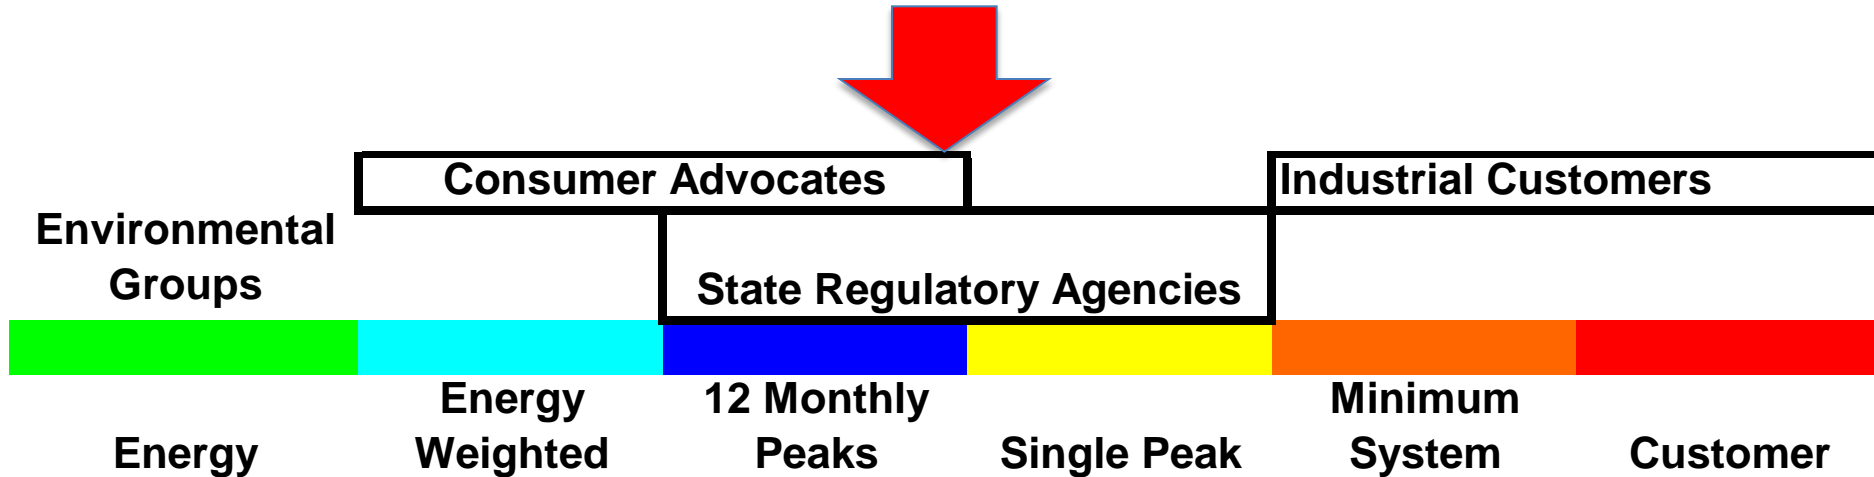 Consumer Advocates
Industrial Customers
Environmental
Groups
State Regulatory Agencies
Energy
Energy
Weighted
12 Monthly
Peaks
Single Peak
Minimum
System
Customer